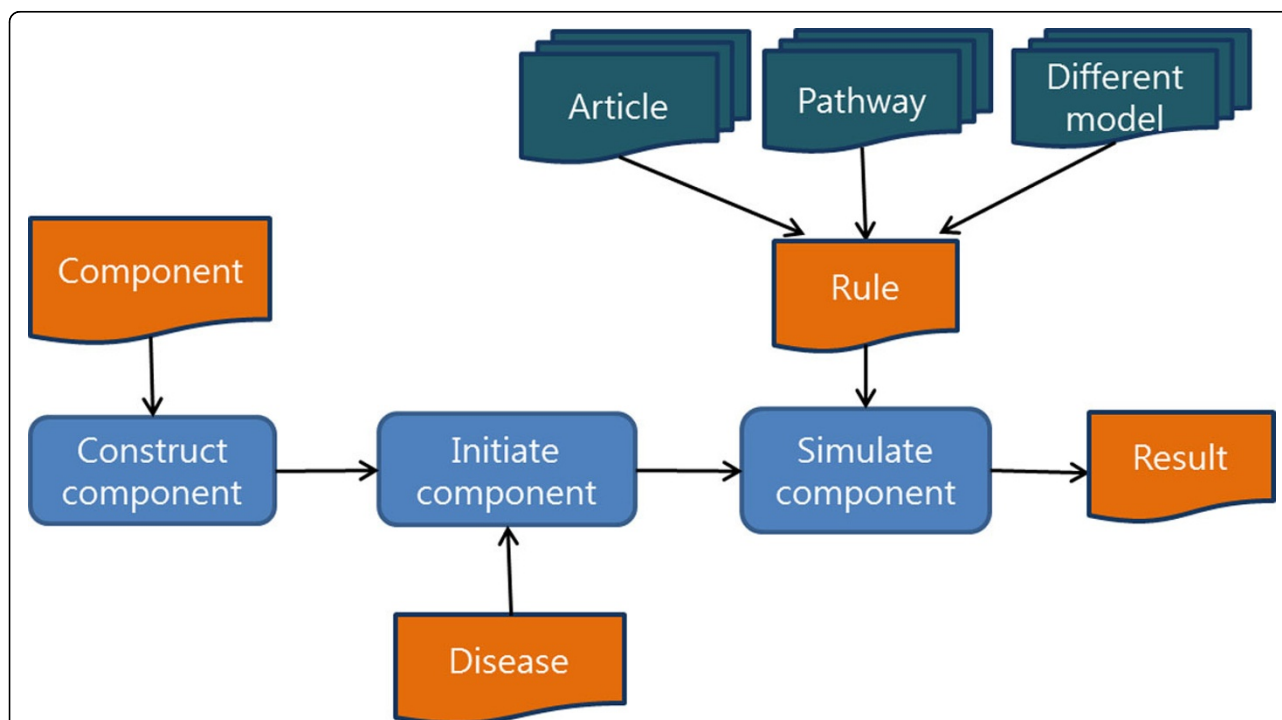 Article
Pathway
Different
model
Component
Rule
Construct
component
Initiate
component
Simulate
component
Result
Disease